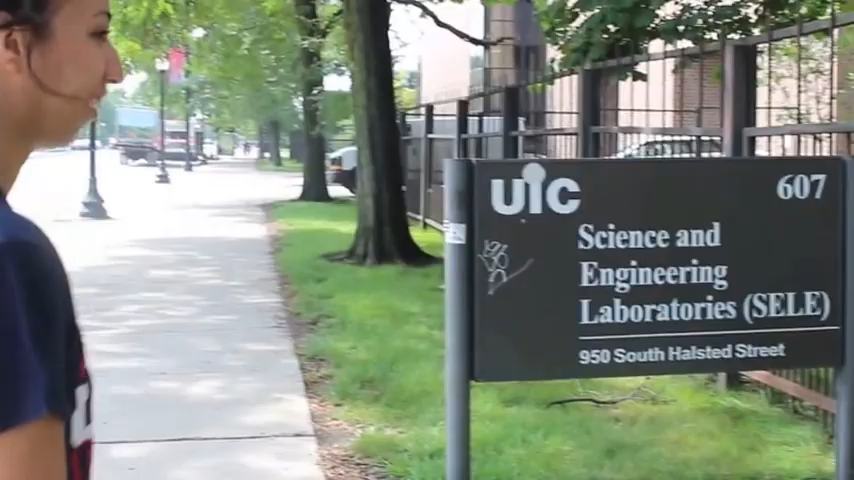 UIC 607
Science and
Engineering
Laboratories (SELE)
950 South Halsted Street